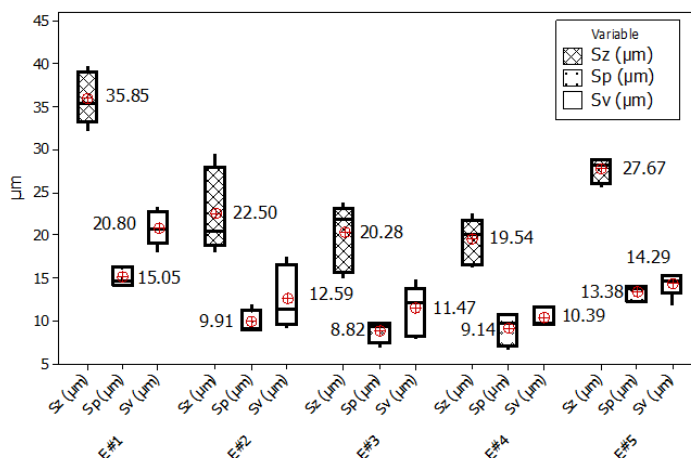 45
40
35
30
25
20
15
10
5
µm
Variable
Sz (µm)
Sp (µm)
Sv (µm)
35.85
20.80
15.05
22.50
9.91
12.59
20.28
8.82
11.47
19.54
9.14
10.39
27.67
13.38
14.29
Sz (µm)
Sp (µm)
Sv (µm)
Sz (µm)
Sp (µm)
Sv (µm)
Sz (µm)
Sp (µm)
Sv (µm)
Sz (µm)
Sp (µm)
Sv (µm)
Sz (µm)
Sp (µm)
Sv (µm)
E#1
E#2
E#3
E#4
E#5